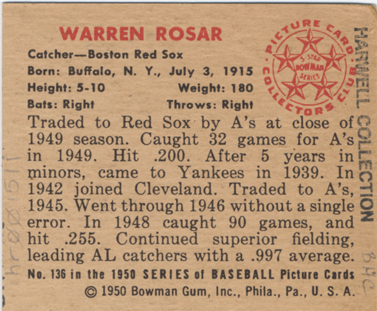 WARREN ROSAR
Catcher—Boston Red Sox
Born: Buffalo, N. Y., July 3, 1915
Height: 5-10 Weight: 180
Bats: Right Throws: Right
PICTURE CARD
COLLECTORS CLUB
5 STAR
BOWMAN
SERIES
Traded to Red Sox by A's at close of
1949 season. Caught 32 games for A's
in 1949. Hit .200. After 5 years in
minors, came to Yankees in 1939. In
1942 joined Cleveland. Traded to A's,
1945. Went through 1946 without a single
error. In 1948 caught 90 games, and
hit .255. Continued superior fielding,
leading AL catchers with a .997 average.
No. 136 in the 1950 SERIES of BASEBALL Picture Cards
©1950 Bowman Gum, Inc., Phila., Pa., U. S. A.
HARWELL COLLECTION